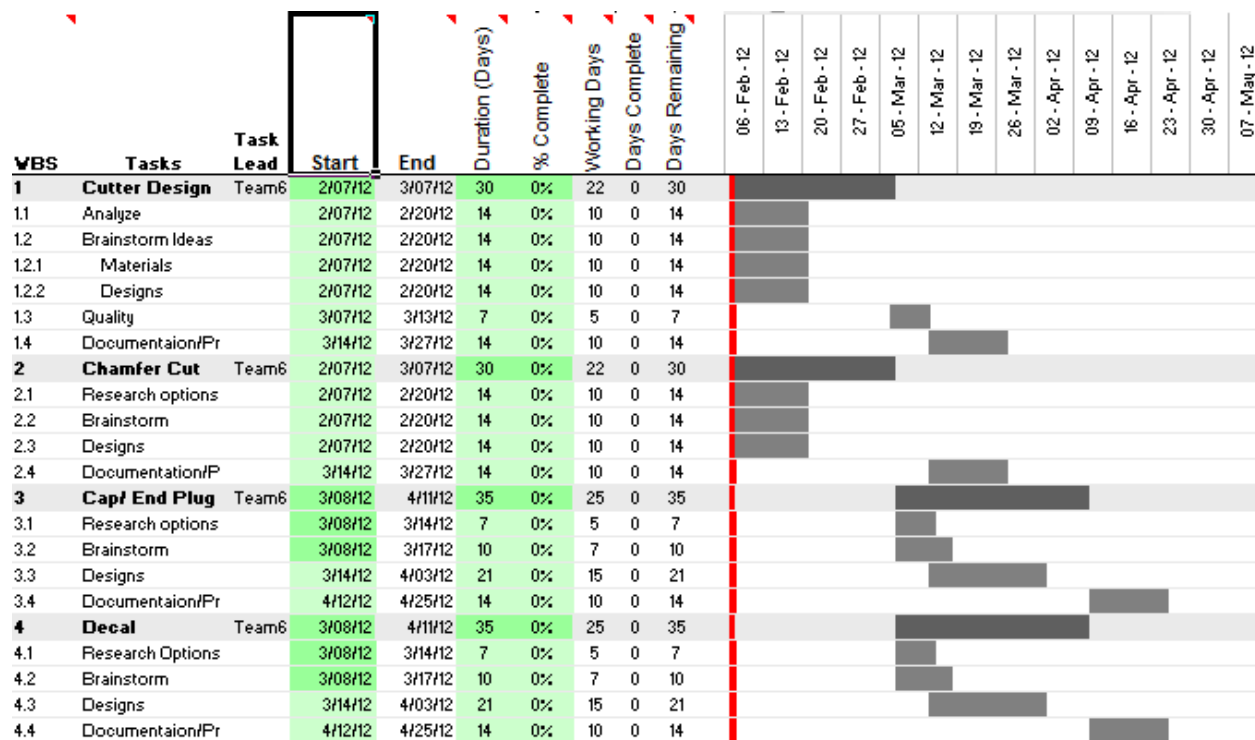 WBS Tasks Task Lead Start End Duration (Days) % Complete Working Days Days Complete Days Remaining 06 - Feb - 12 13 - Feb - 12 20 - Feb - 12 27 - Feb - 12 05 - Mar - 12 12 - Mar - 12 19 - Mar - 12 26 - Mar - 12 02 - Apr - 12 09 - Apr - 12 16 - Apr - 12 23 - Apr - 12 30 - Apr - 12 07 - May - 12
1 Cutter Design Team6 2/07/12 3/07/12 30 0% 22 0 30
1.1 Analyze 2/07/12 2/20/12 14 0% 10 0 14
1.2 Brainstorm Ideas 2/07/12 2/20/12 14 0% 10 0 14
1.2.1 Materials 2/07/12 2/20/12 14 0% 10 0 14
1.2.2 Designs 2/07/12 2/20/12 14 0% 10 0 14
1.3 Quality 3/07/12 3/13/12 7 0% 5 0 7
1.4 Documentaion/Pr 3/14/12 3/27/12 14 0% 10 0 14
2 Chamfer Cut Team6 2/07/12 3/07/12 30 0% 22 0 30
2.1 Research options 2/07/12 2/20/12 14 0% 10 0 14
2.2 Brainstorm 2/07/12 2/20/12 14 0% 10 0 14
2.3 Designs 2/07/12 2/20/12 14 0% 10 0 14
2.4 Documentation/P 3/14/12 3/27/12 14 0% 10 0 14
3 Cap/ End Plug Team6 3/08/12 4/11/12 35 0% 25 0 35
3.1 Research options 3/08/12 3/14/12 7 0% 5 0 7
3.2 Brainstorm 3/08/12 3/17/12 10 0% 7 0 10
3.3 Designs 3/14/12 4/03/12 21 0% 15 0 21
3.4 Documentaion/Pr 4/12/12 4/25/12 14 0% 10 0 14
4 Decal Team6 3/08/12 4/11/12 35 0% 25 0 35
4.1 Research Options 3/08/12 3/14/12 7 0% 5 0 7
4.2 Brainstorm 3/08/12 3/17/12 10 0% 7 0 10
4.3 Designs 3/14/12 4/03/12 21 0% 15 0 21
4.4 Documentaion/Pr 4/12/12 4/25/12 14 0% 10 0 14